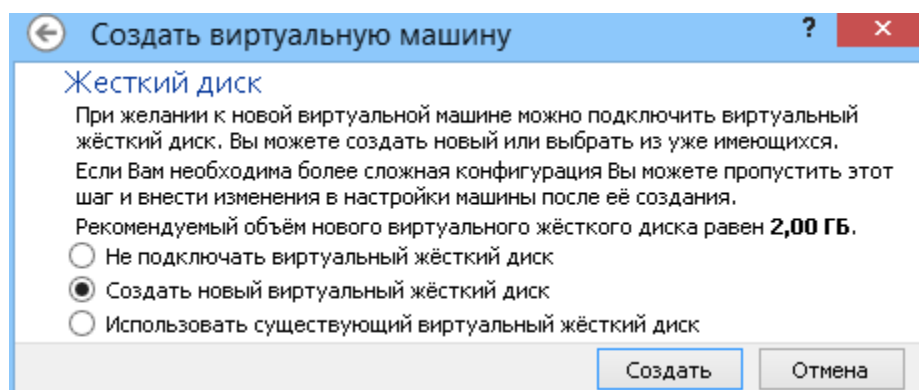 Создать виртуальную машину ? ×
Жесткий диск
При желании к новой виртуальной машине можно подключить виртуальный
жёсткий диск. Вы можете создать новый или выбрать из уже имеющихся.
Если Вам необходима более сложная конфигурация Вы можете пропустить этот
шаг и внести изменения в настройки машины после её создания.
Рекомендуемый объём нового виртуального жёсткого диска равен 2,00 ГБ.
Не подключать виртуальный жёсткий диск
Создать новый виртуальный жёсткий диск
Использовать существующий виртуальный жёсткий диск
Создать Отмена